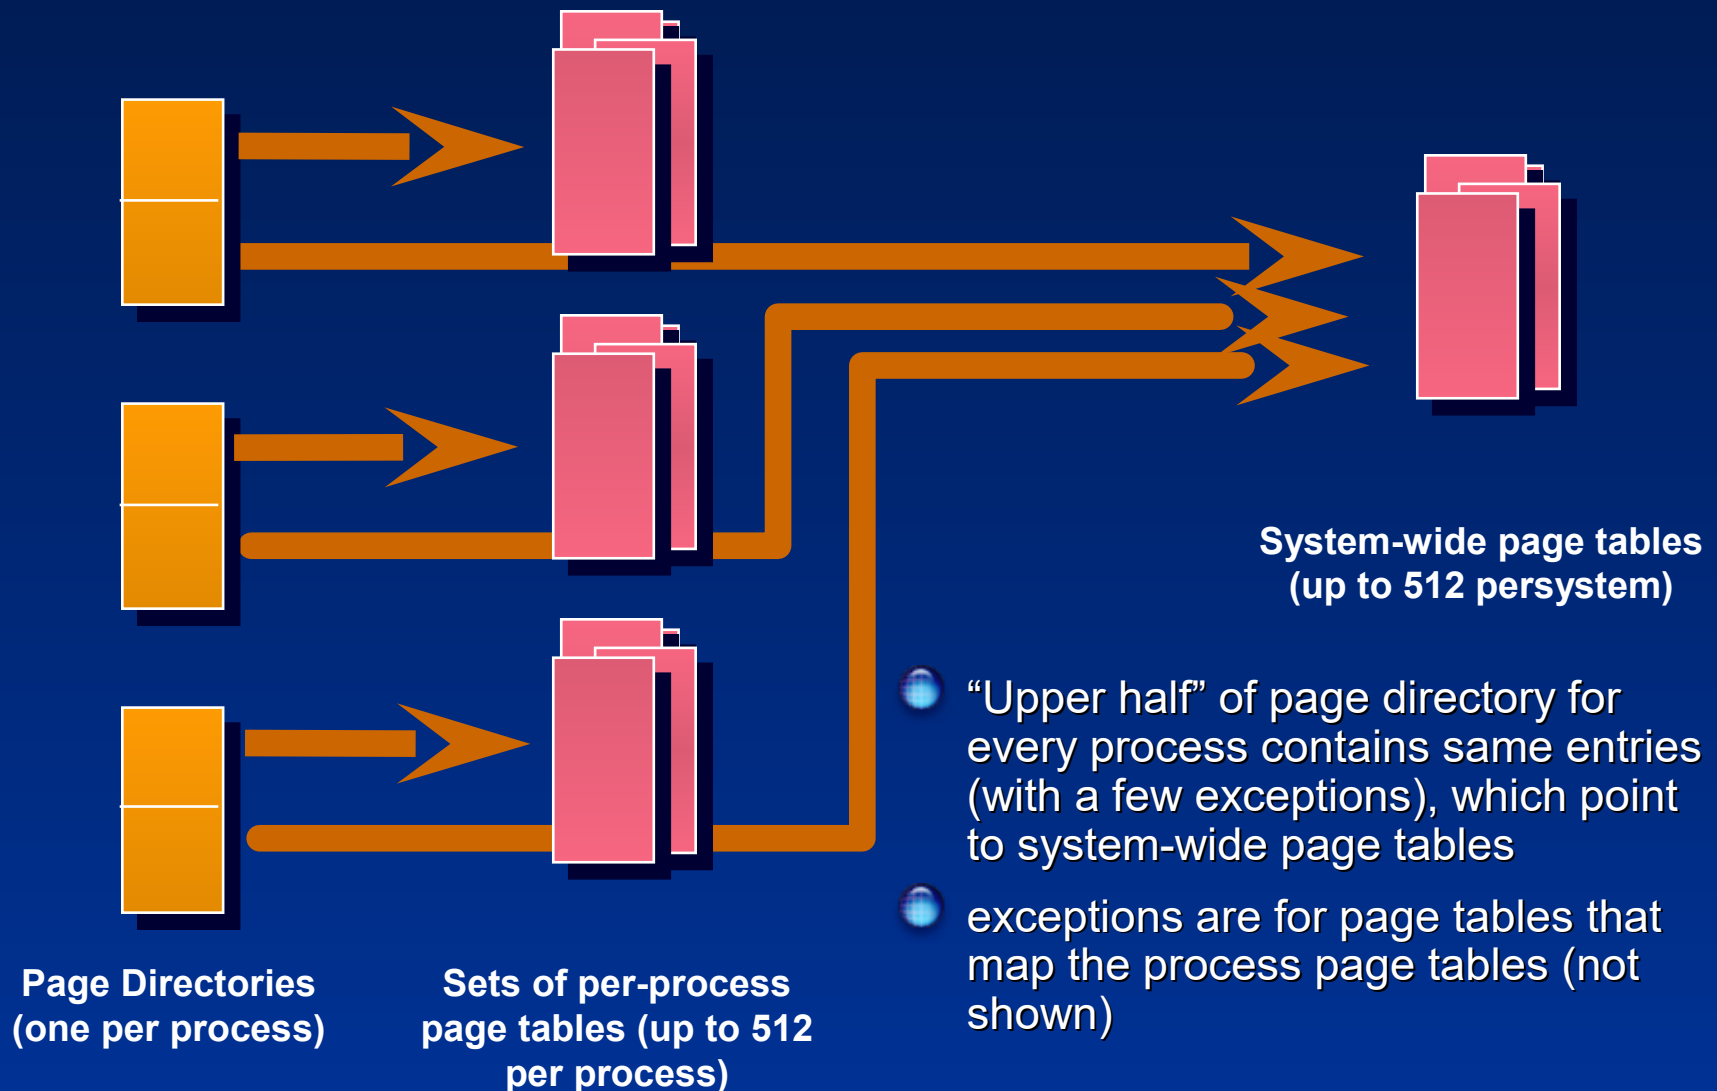 System-wide page tables
(up to 512 persystem)
“Upper half” of page directory for
every process contains same entries
(with a few exceptions), which point
to system-wide page tables
exceptions are for page tables that
map the process page tables (not
shown)
Page Directories
(one per process)
Sets of per-process
page tables (up to 512
per process)